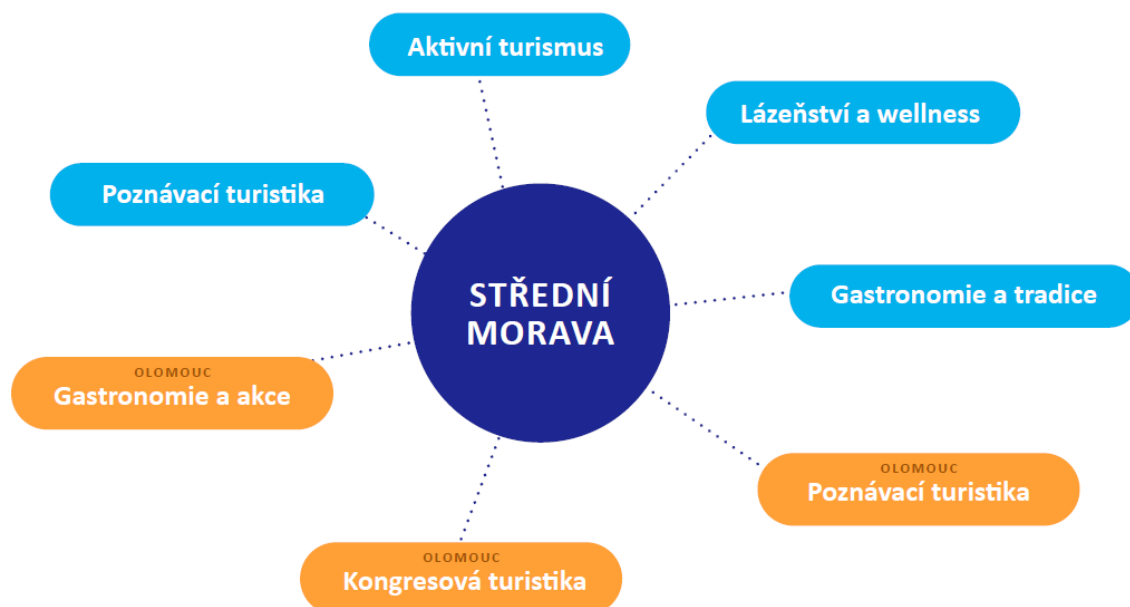 Aktivní turismus
Lázeňství a wellness
Poznávací turistika
STŘEDNÍ
MORAVA
Gastronomie a tradice
OLOMOUC
Gastronomie a akce
OLOMOUC
Poznávací turistika
OLOMOUC
Kongresová turistika